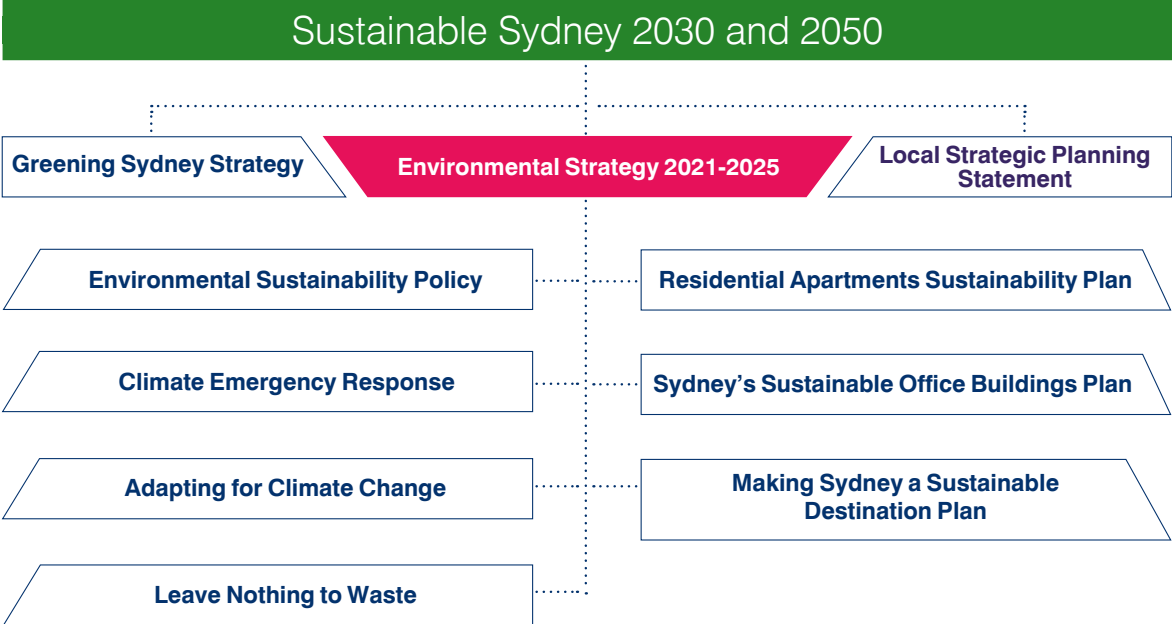 Sustainable Sydney 2030 and 2050
Greening Sydney Strategy
Environmental Strategy 2021-2025
Local Strategic Planning
Statement
Environmental Sustainability Policy
Residential Apartments Sustainability Plan
Climate Emergency Response
Sydney’s Sustainable Office Buildings Plan
Adapting for Climate Change
Making Sydney a Sustainable
Destination Plan
Leave Nothing to Waste